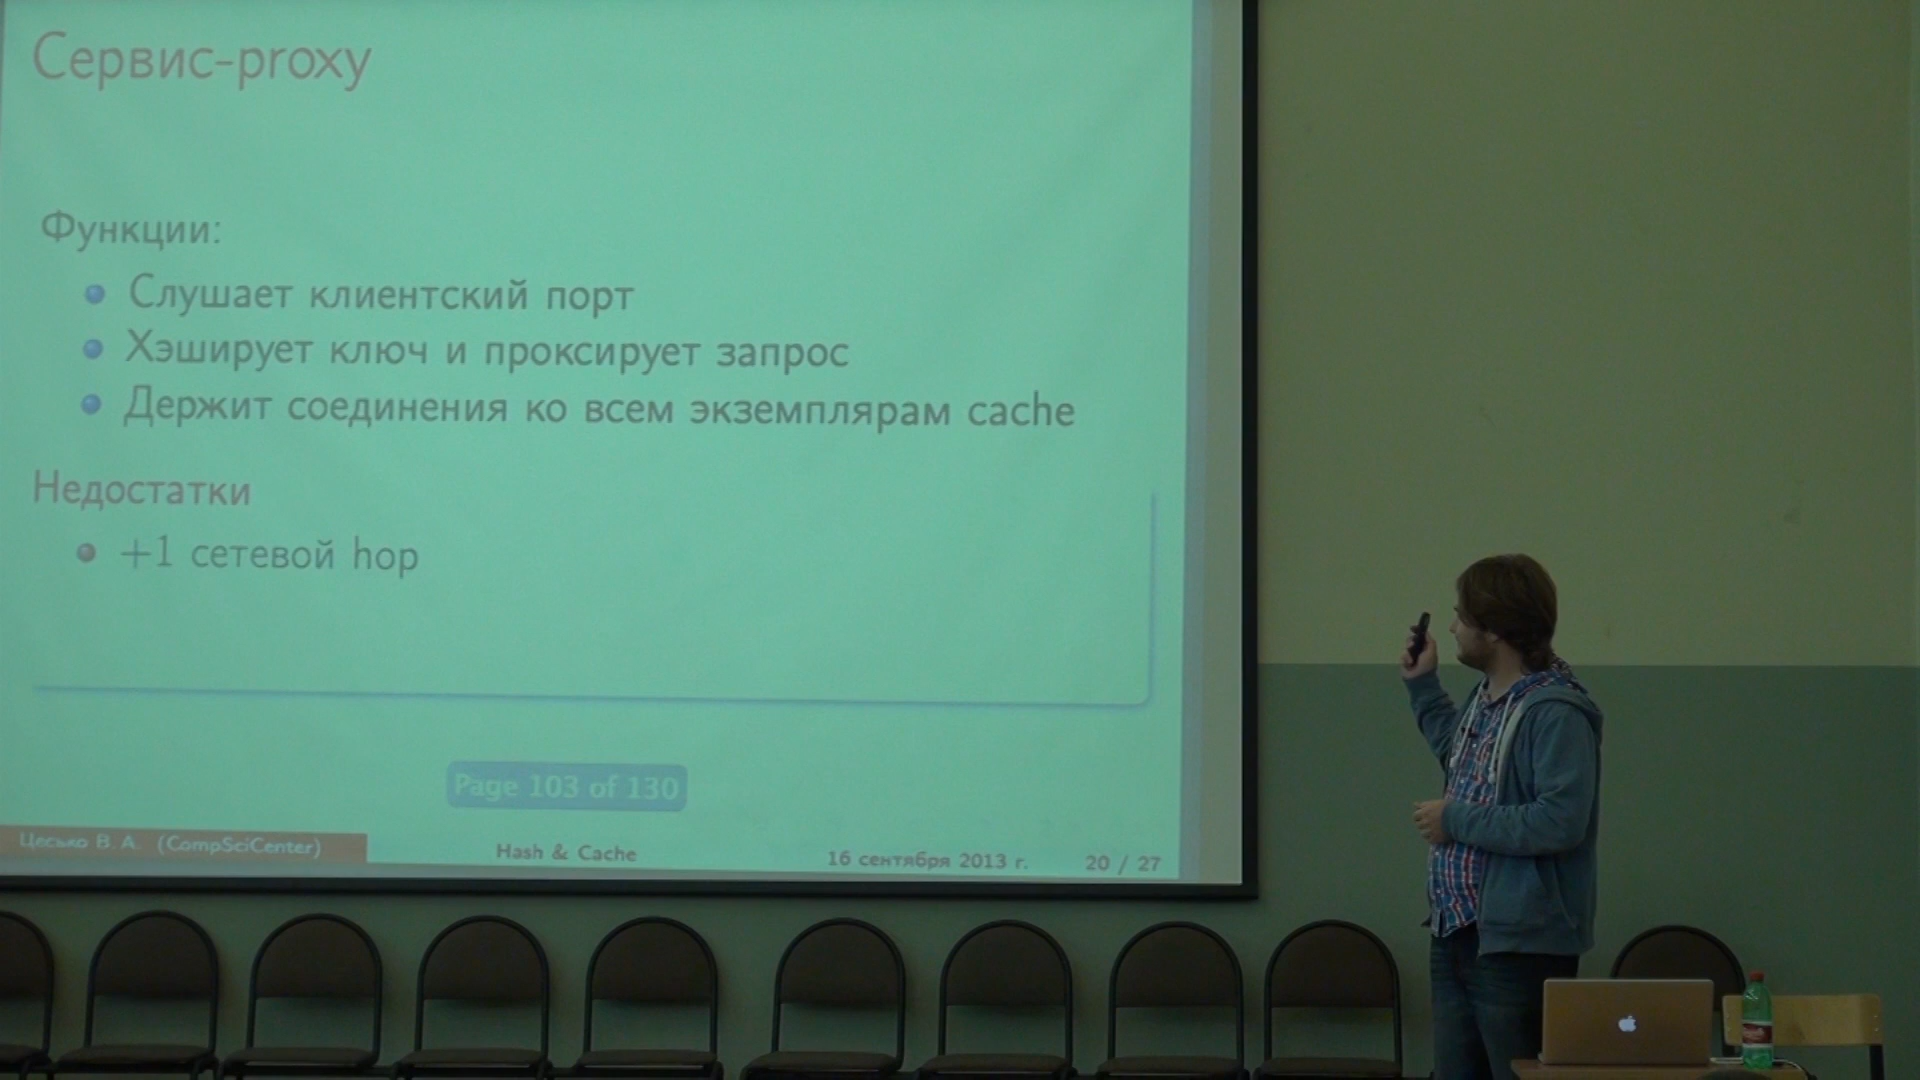 Сервис-proxy
Функции:
Слушает клиентский порт
Хэширует ключ и проксирует запрос
Держит соединения ко всем экземплярам cache
Недостатки
+1 сетевой hop
Page 103 of 130
Цесько В. А. (CompSciCenter)
Hash & Cache
16 сентября 2013 г.
20 / 27